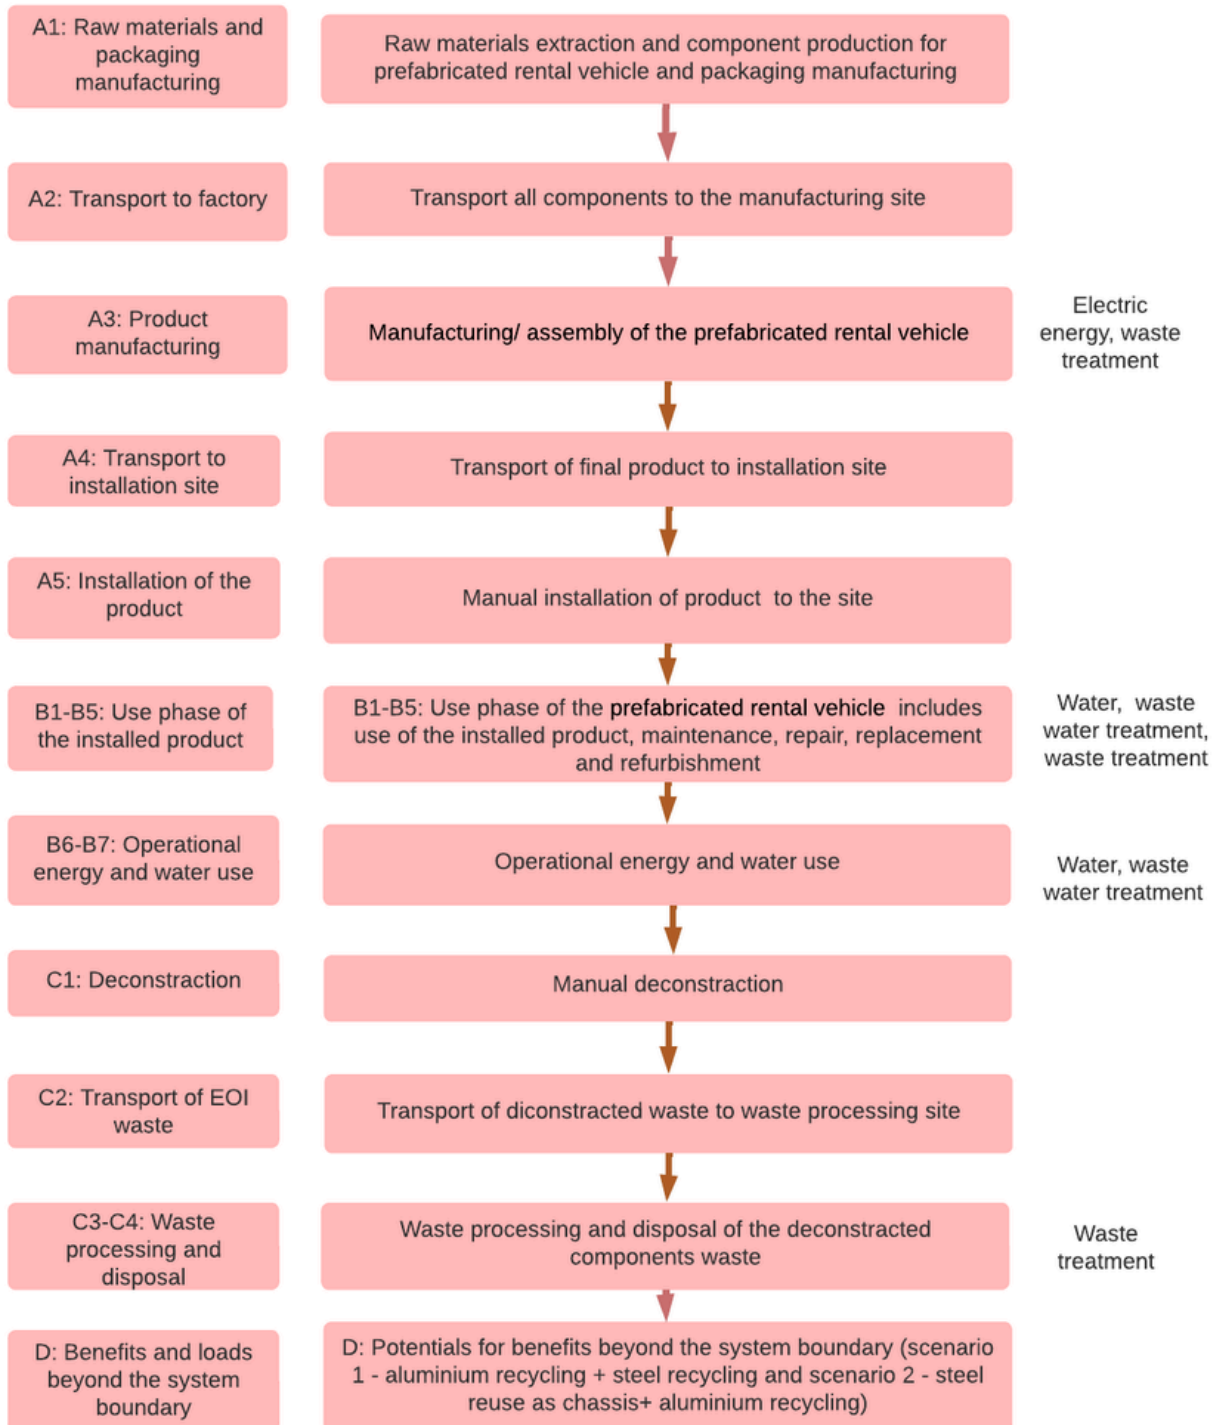 A1: Raw materials and
packaging
manufacturing
Raw materials extraction and component production for
prefabricated rental vehicle and packaging manufacturing
A2: Transport to factory
Transport all components to the manufacturing site
A3: Product
manufacturing
Manufacturing/ assembly of the prefabricated rental vehicle
Electric
energy, waste
treatment
A4: Transport to
installation site
Transport of final product to installation site
A5: Installation of the
product
Manual installation of product to the site
B1-B5: Use phase of
the installed product
B1-B5: Use phase of the prefabricated rental vehicle includes
use of the installed product, maintenance, repair, replacement
and refurbishment
Water, waste
water treatment,
waste treatment
B6-B7: Operational
energy and water use
Operational energy and water use
Water, waste
water treatment
C1: Deconstraction
Manual deconstraction
C2: Transport of EOI
waste
Transport of diconstracted waste to waste processing site
C3-C4: Waste
processing and
disposal
Waste processing and disposal of the deconstracted
components waste
Waste
treatment
D: Benefits and loads
beyond the system
boundary
D: Potentials for benefits beyond the system boundary (scenario
1 - aluminium recycling + steel recycling and scenario 2 - steel
reuse as chassis+ aluminium recycling)